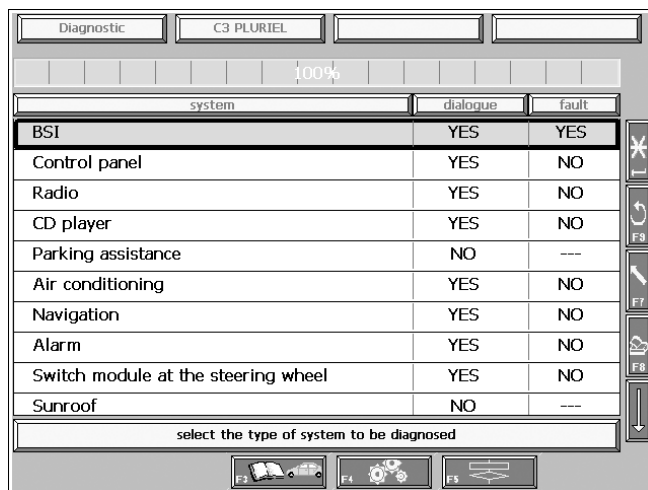 Diagnostic C3 PLURIEL
100%
system dialogue fault
BSI YES YES
Control panel YES NO
Radio YES NO
CD player YES NO
Parking assistance NO ---
Air conditioning YES NO
Navigation YES NO
Alarm YES NO
Switch module at the steering wheel YES NO
Sunroof NO ---
select the type of system to be diagnosed
F9
F7
F8
F3 F4 F5